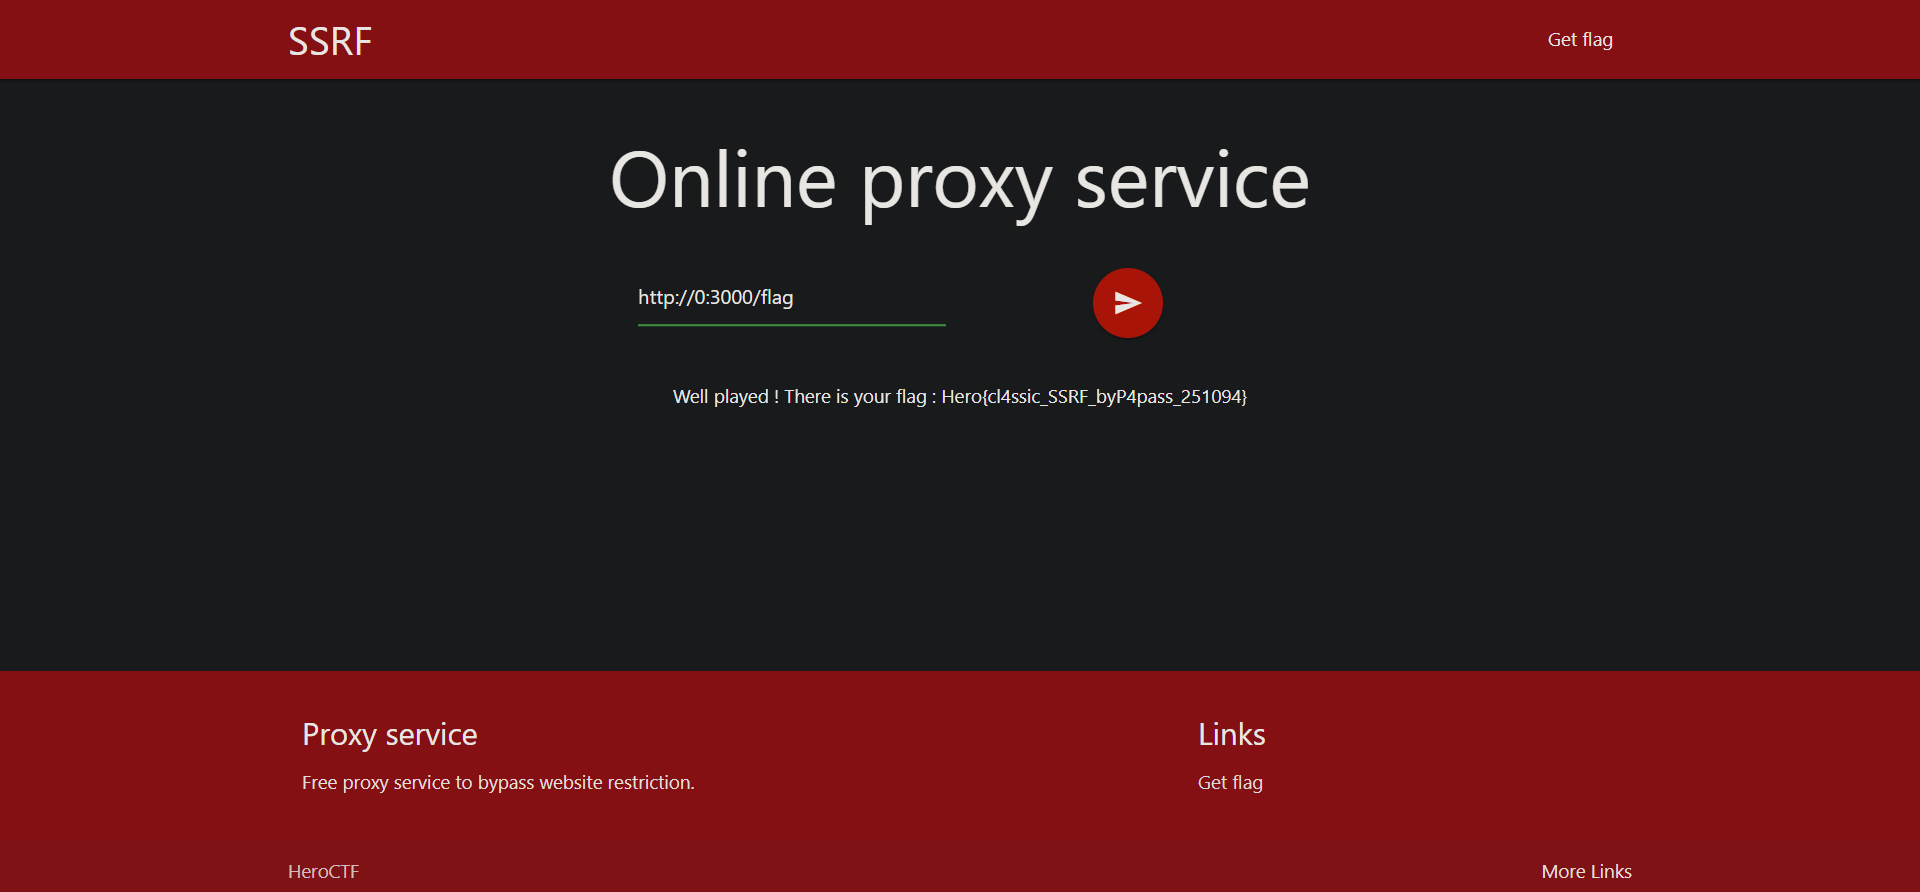 SSRF
Get flag
Online proxy service
http://0:3000/flag
Well played ! There is your flag : Hero{cl4ssic_SSRF_byP4pass_251094}
Proxy service
Links
Free proxy service to bypass website restriction.
Get flag
HeroCTF
More Links